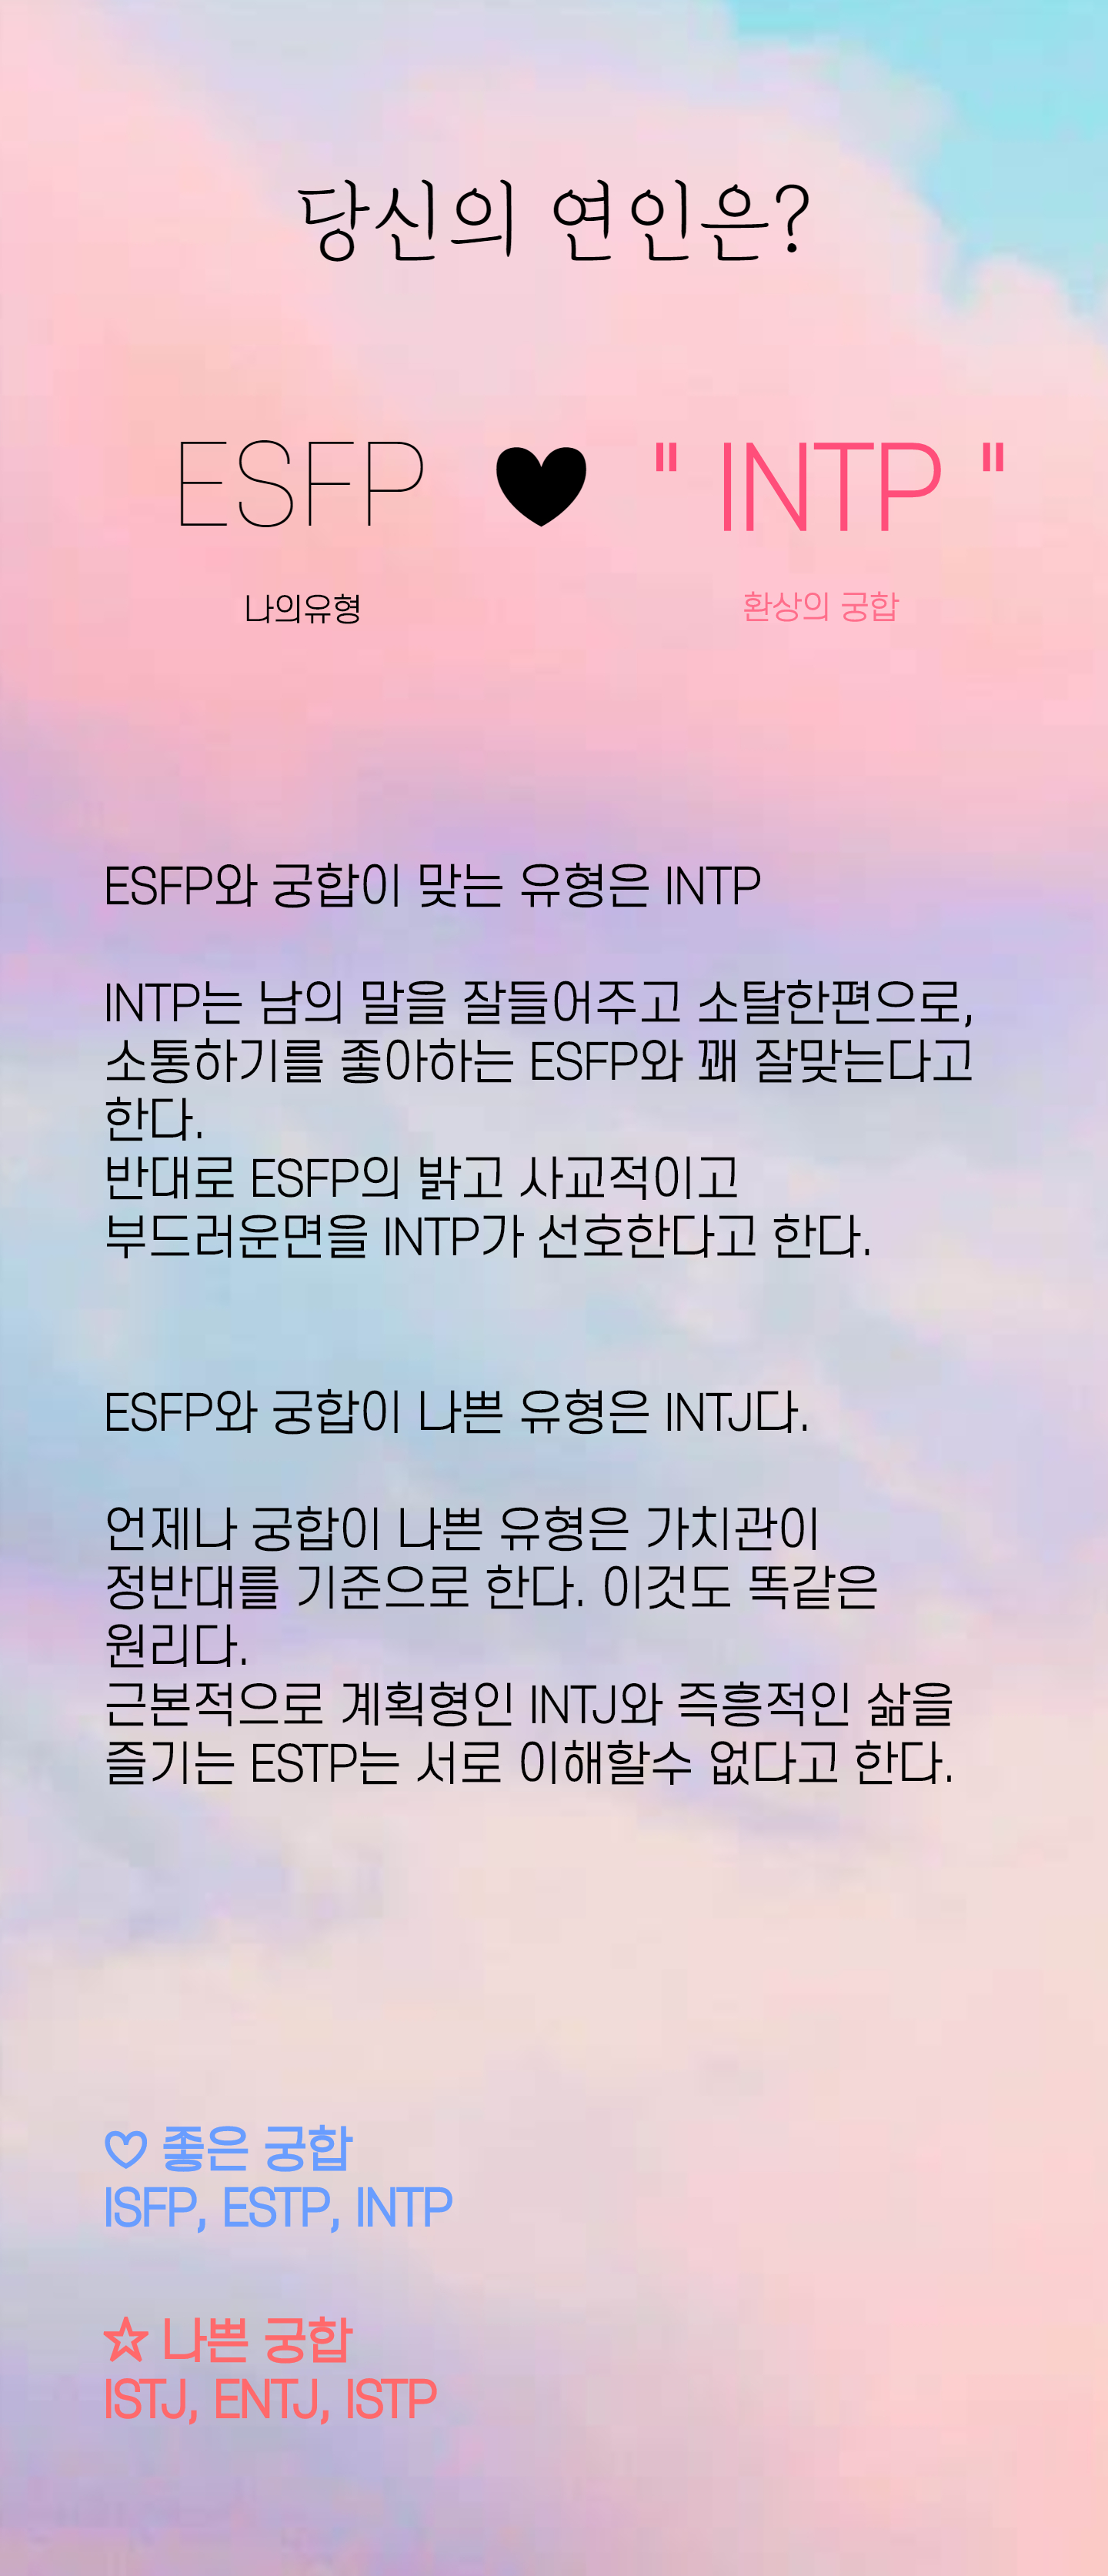 당신의 연인은?
ESFP ♥ " INTP "
나의유형 환상의 궁합
ESFP와 궁합이 맞는 유형은 INTP
INTP는 남의 말을 잘들어주고 소탈한편으로,
소통하기를 좋아하는 ESFP와 꽤 잘맞는다고
한다.
반대로 ESFP의 밝고 사교적이고
부드러운면을 INTP가 선호한다고 한다.
ESFP와 궁합이 나쁜 유형은 INTJ다.
언제나 궁합이 나쁜 유형은 가치관이
정반대를 기준으로 한다. 이것도 똑같은
원리다.
근본적으로 계획형인 INTJ와 즉흥적인 삶을
즐기는 ESTP는 서로 이해할수 없다고 한다.
♡ 좋은 궁합
ISFP, ESTP, INTP
☆ 나쁜 궁합
ISTJ, ENTJ, ISTP